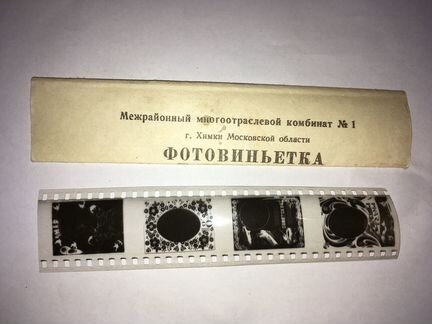 Межрайонный многоотраслевой комбинат № 1
г. Химки Московской области
ФОТОВИНЬЕТКА